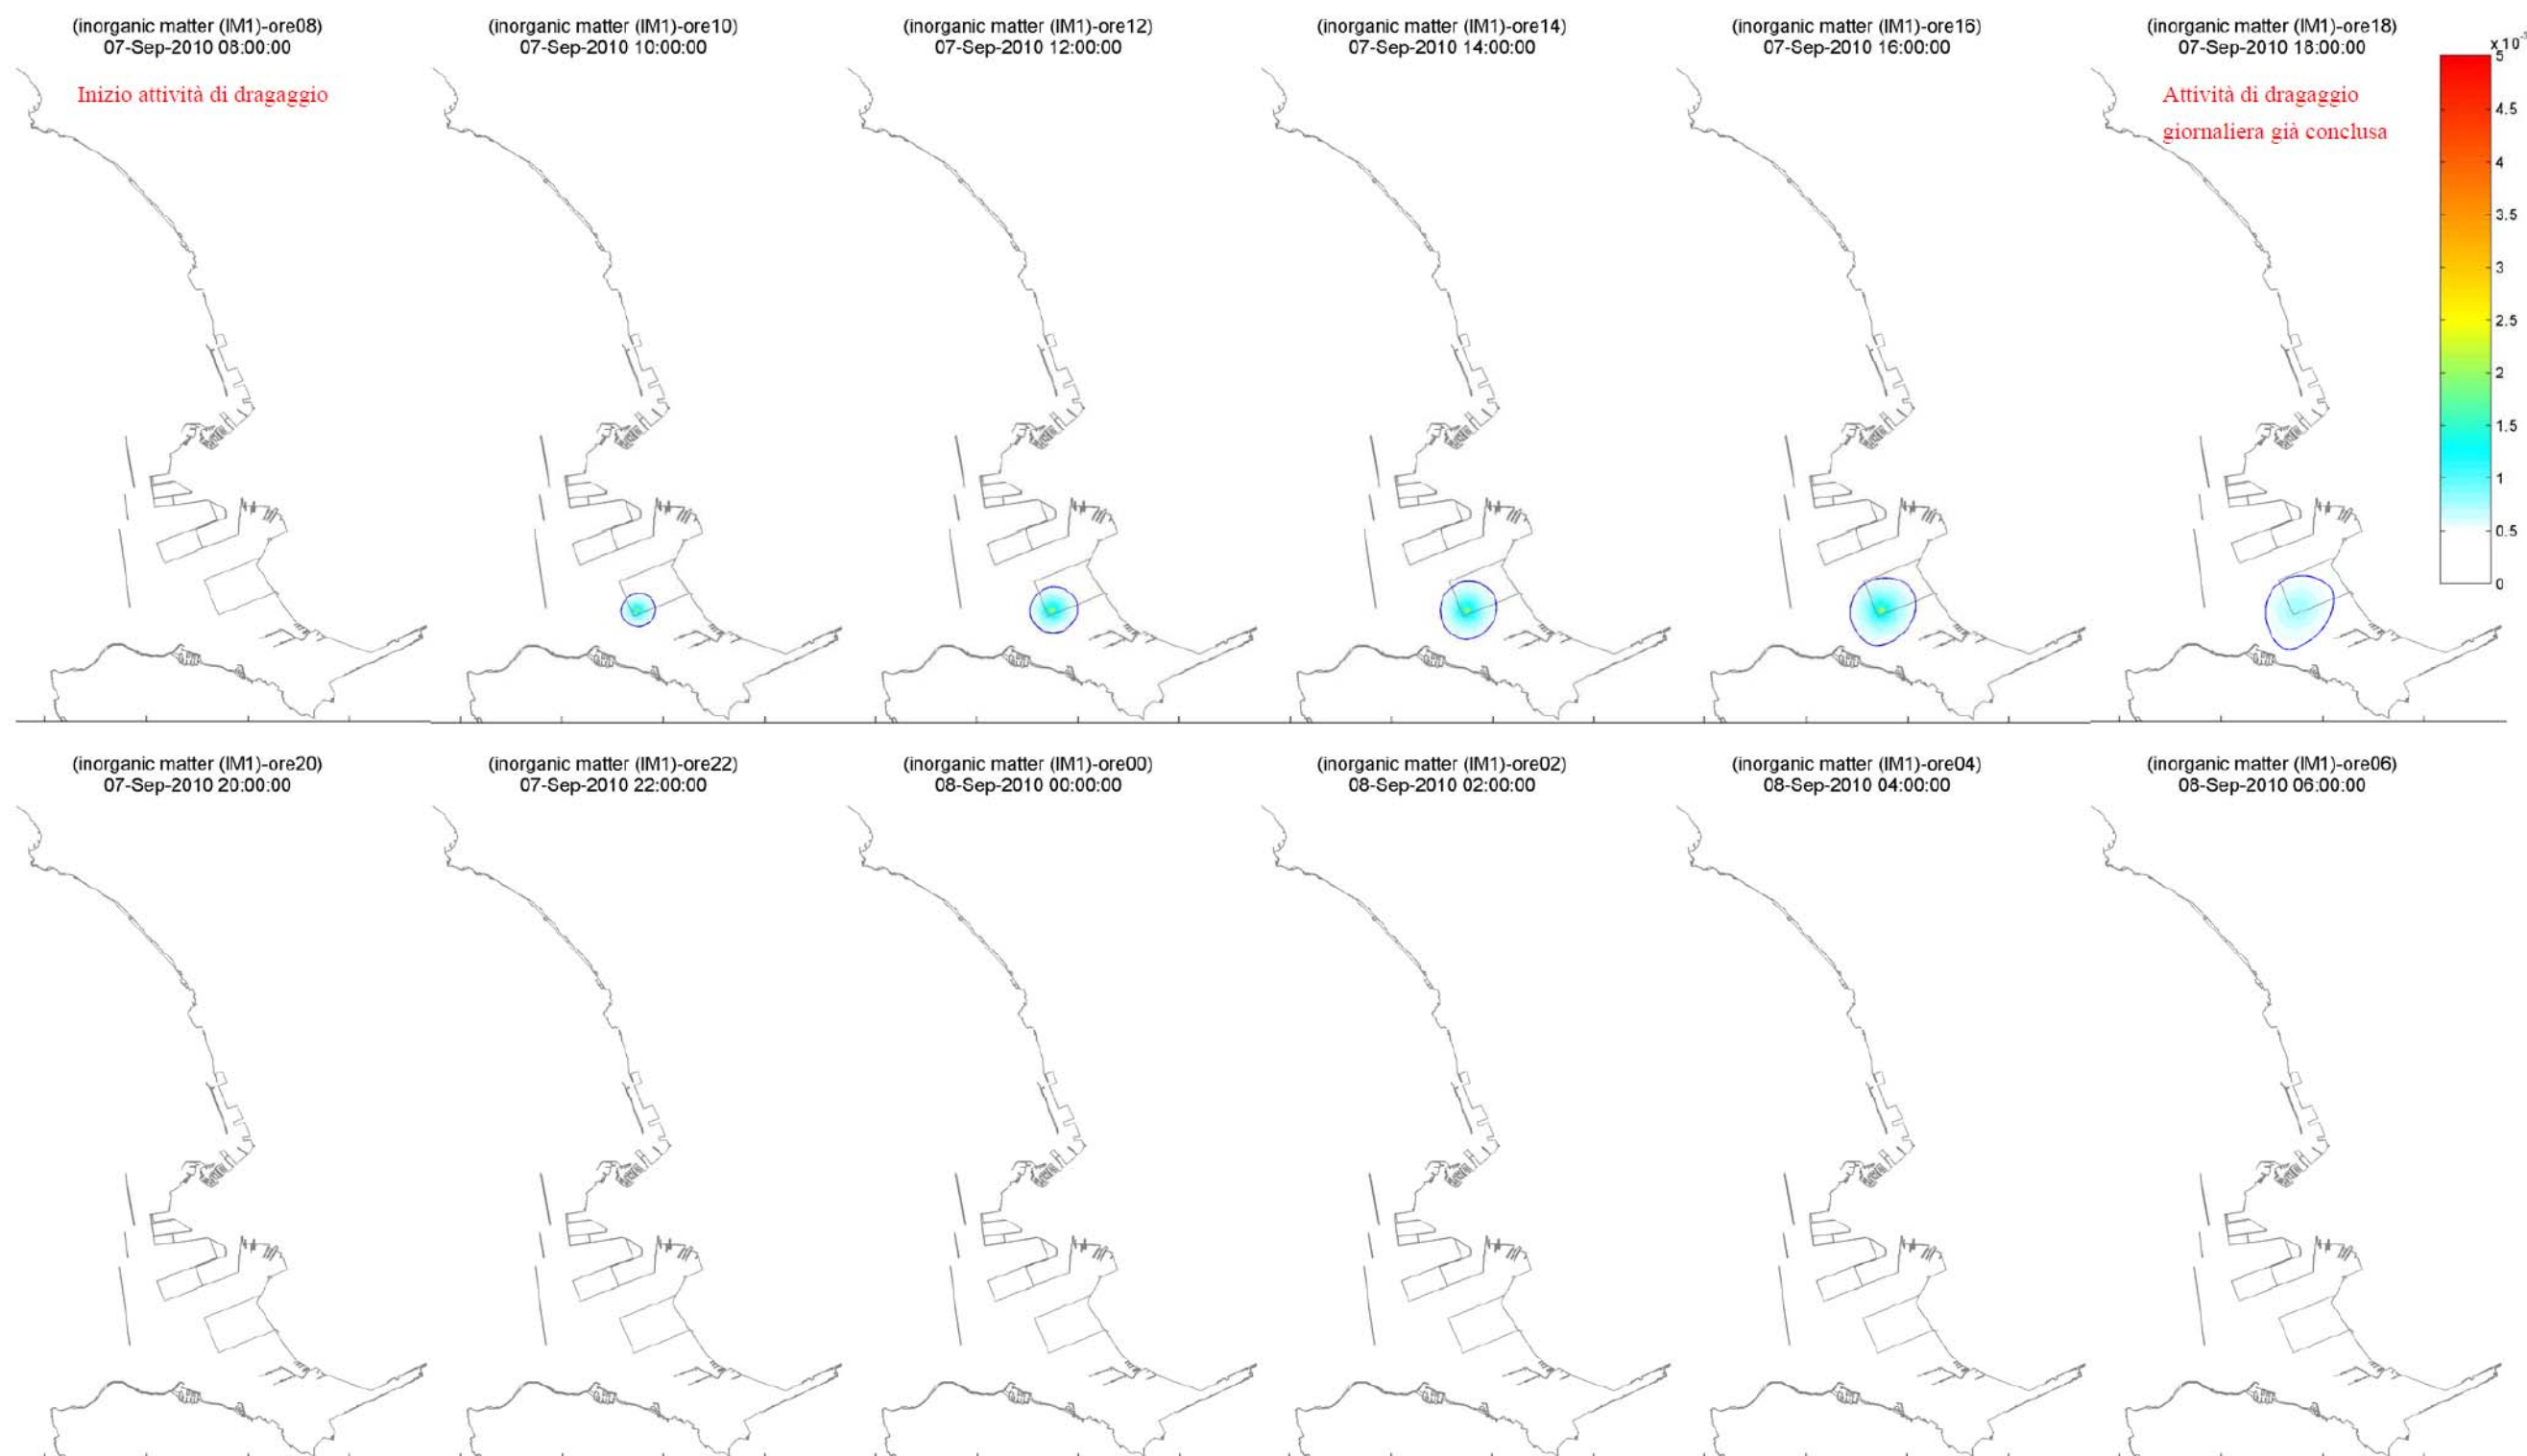 (inorganic matter (IM1)-ore08)
07-Sep-2010 08:00:00
Inizio attività di dragaggio
(inorganic matter (IM1)-ore10)
07-Sep-2010 10:00:00
(inorganic matter (IM1)-ore12)
07-Sep-2010 12:00:00
(inorganic matter (IM1)-ore14)
07-Sep-2010 14:00:00
(inorganic matter (IM1)-ore16)
07-Sep-2010 16:00:00
(inorganic matter (IM1)-ore18)
07-Sep-2010 18:00:00
Attività di dragaggio
giornaliera già conclusa
5
4.5
4
3.5
3
2.5
2
1.5
1
0.5
0
(inorganic matter (IM1)-ore20)
07-Sep-2010 20:00:00
(inorganic matter (IM1)-ore22)
07-Sep-2010 22:00:00
(inorganic matter (IM1)-ore00)
08-Sep-2010 00:00:00
(inorganic matter (IM1)-ore02)
08-Sep-2010 02:00:00
(inorganic matter (IM1)-ore04)
08-Sep-2010 04:00:00
(inorganic matter (IM1)-ore06)
08-Sep-2010 06:00:00